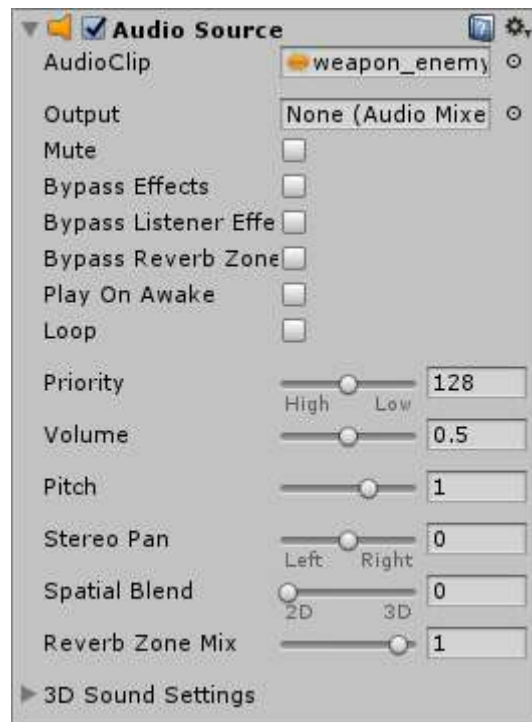 Audio Source
AudioClip weapon_enemy
Output None (Audio Mixe
Mute
Bypass Effects
Bypass Listener Effe
Bypass Reverb Zone
Play On Awake
Loop
Priority 128
High Low
Volume 0.5
Pitch 1
Stereo Pan 0
Left Right
Spatial Blend 0
2D 3D
Reverb Zone Mix 1
3D Sound Settings